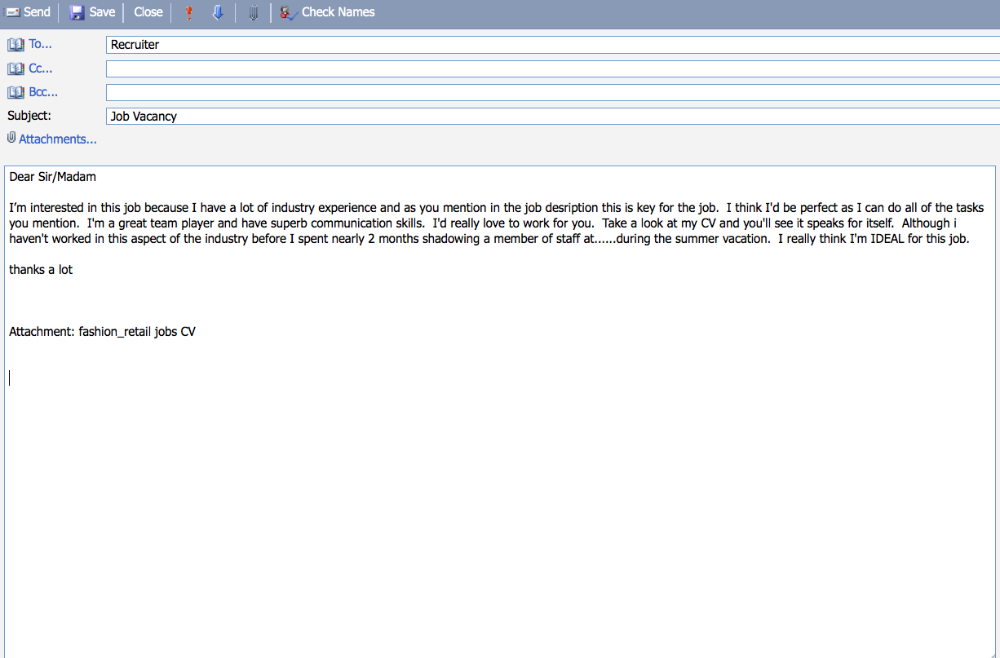 Send Save Close Check Names
To... Recruiter
Cc...
Bcc...
Subject: Job Vacancy
Attachments...
Dear Sir/Madam
I’m interested in this job because I have a lot of industry experience and as you mention in the job desription this is key for the job.  I think I'd be perfect as I can do all of the tasks
you mention.  I'm a great team player and have superb communication skills.  I'd really love to work for you.  Take a look at my CV and you'll see it speaks for itself.  Although i
haven't worked in this aspect of the industry before I spent nearly 2 months shadowing a member of staff at......during the summer vacation.  I really think I'm IDEAL for this job.
thanks a lot
Attachment: fashion_retail jobs CV